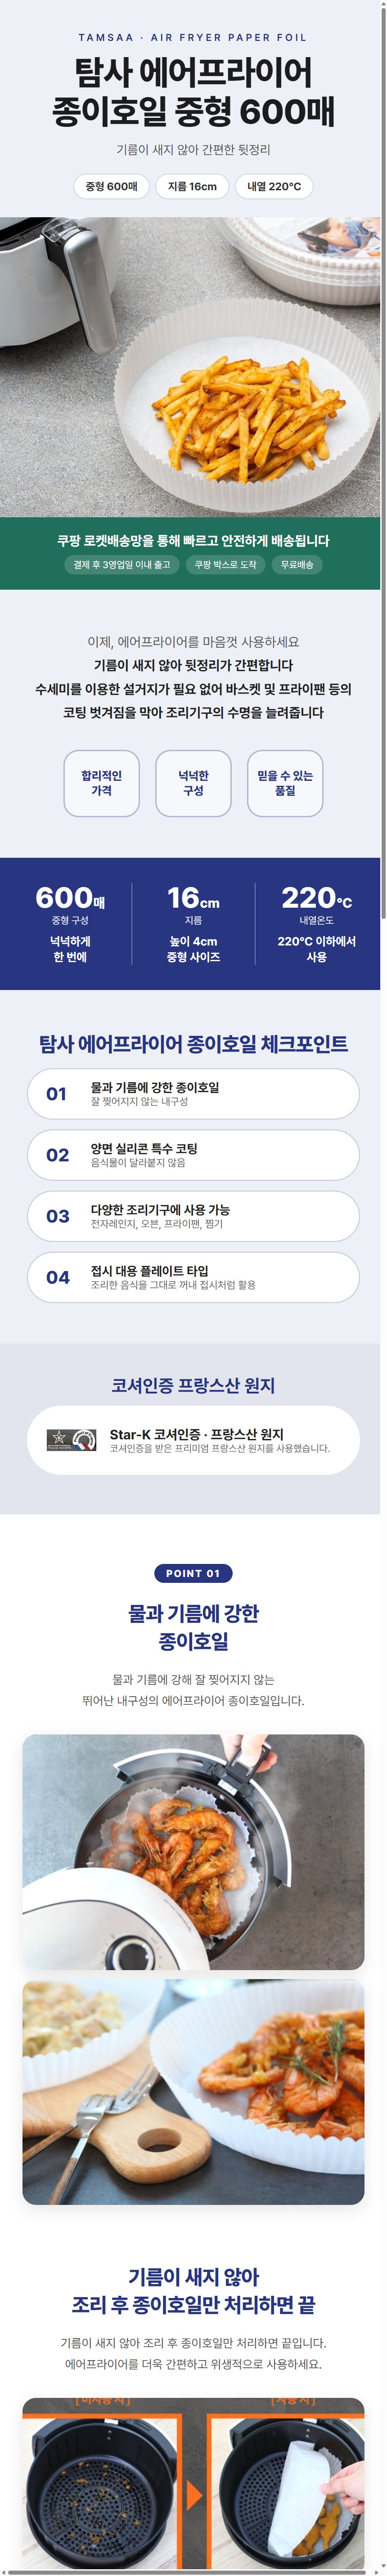 TAMSAA · AIR FRYER PAPER FOIL
탐사 에어프라이어
종이호일 중형 600매
기름이 새지 않아 간편한 뒷정리
중형 600매
지름 16cm
내열 220℃
쿠팡 로켓배송망을 통해 빠르고 안전하게 배송됩니다
결제 후 3영업일 이내 출고
쿠팡 박스로 도착
무료배송
이제, 에어프라이어를 마음껏 사용하세요
기름이 새지 않아 뒷정리가 간편합니다
수세미를 이용한 설거지가 필요 없어 바스켓 및 프라이팬 등의
코팅 벗겨짐을 막아 조리기구의 수명을 늘려줍니다
합리적인
가격
넉넉한
구성
믿을 수 있는
품질
600매
중형 구성
넉넉하게
한 번에
16cm
지름
높이 4cm
중형 사이즈
220℃
내열온도
220℃ 이하에서
사용
탐사 에어프라이어 종이호일 체크포인트
01
물과 기름에 강한 종이호일
잘 찢어지지 않는 내구성
02
양면 실리콘 특수 코팅
음식물이 달라붙지 않음
03
다양한 조리기구에 사용 가능
전자레인지, 오븐, 프라이팬, 찜기
04
접시 대용 플레이트 타입
조리한 음식을 그대로 꺼내 접시처럼 활용
코셔인증 프랑스산 원지
Star-K 코셔인증 · 프랑스산 원지
코셔인증을 받은 프리미엄 프랑스산 원지를 사용했습니다.
POINT 01
물과 기름에 강한
종이호일
물과 기름에 강해 잘 찢어지지 않는
뛰어난 내구성의 에어프라이어 종이호일입니다.
기름이 새지 않아
조리 후 종이호일만 처리하면 끝
기름이 새지 않아 조리 후 종이호일만 처리하면 끝입니다.
에어프라이어를 더욱 간편하고 위생적으로 사용하세요.